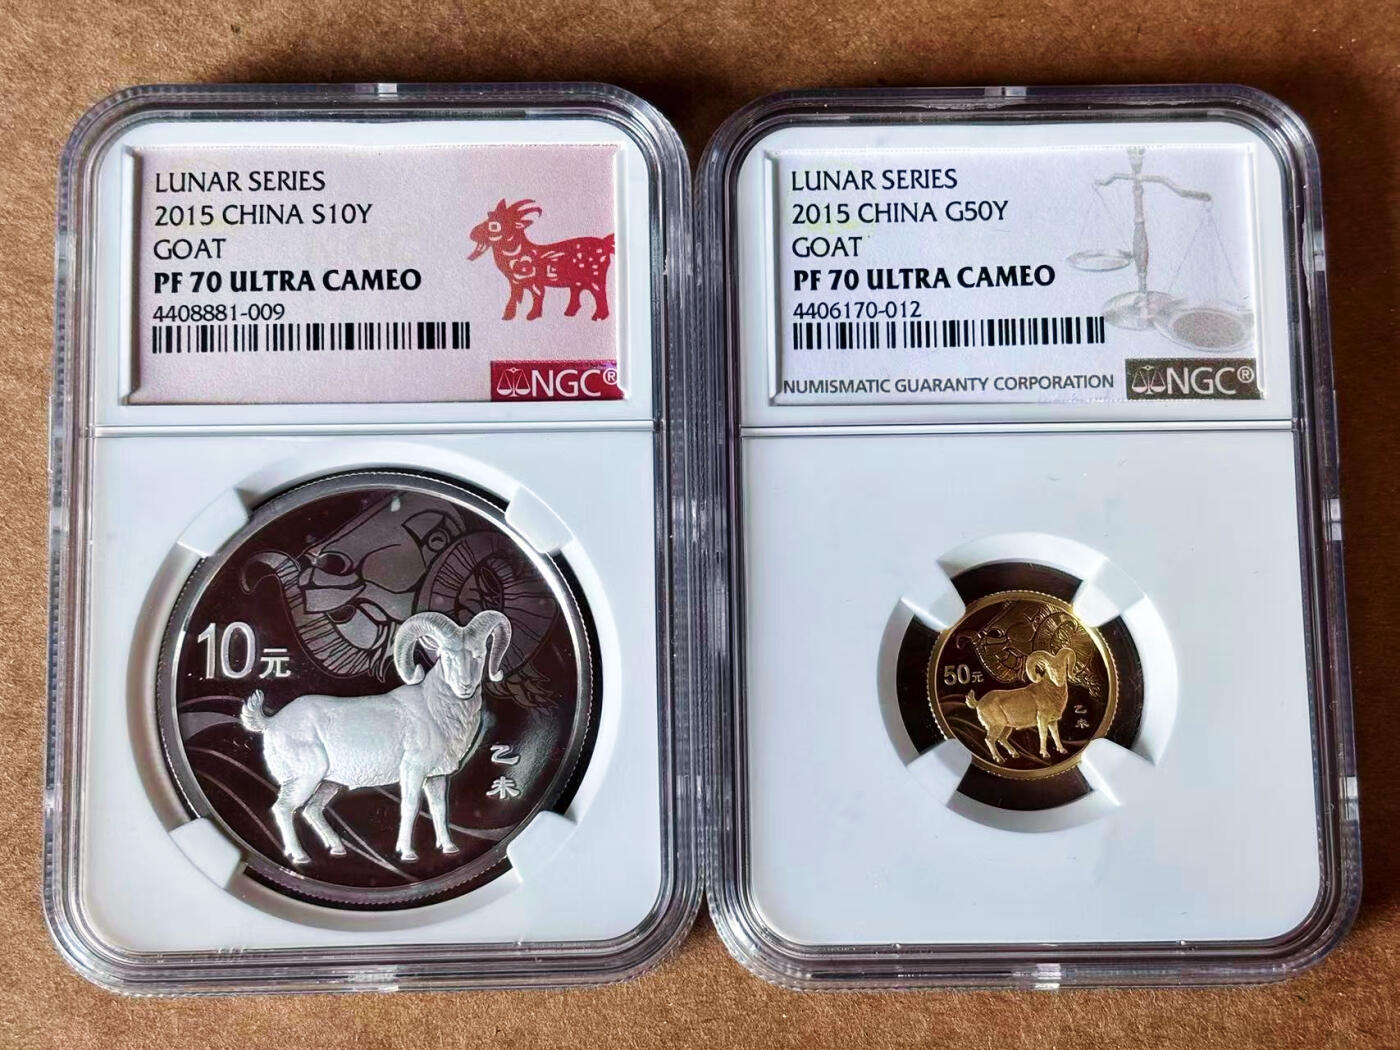 LUNAR SERIES
2015 CHINA S10Y
GOAT
PF 70 ULTRA CAMEO
4408881-009
NGC®
10元
乙
未
LUNAR SERIES
2015 CHINA G50Y
GOAT
PF 70 ULTRA CAMEO
4406170-012
NUMISMATIC GUARANTY CORPORATION NGC®
50元
乙
未